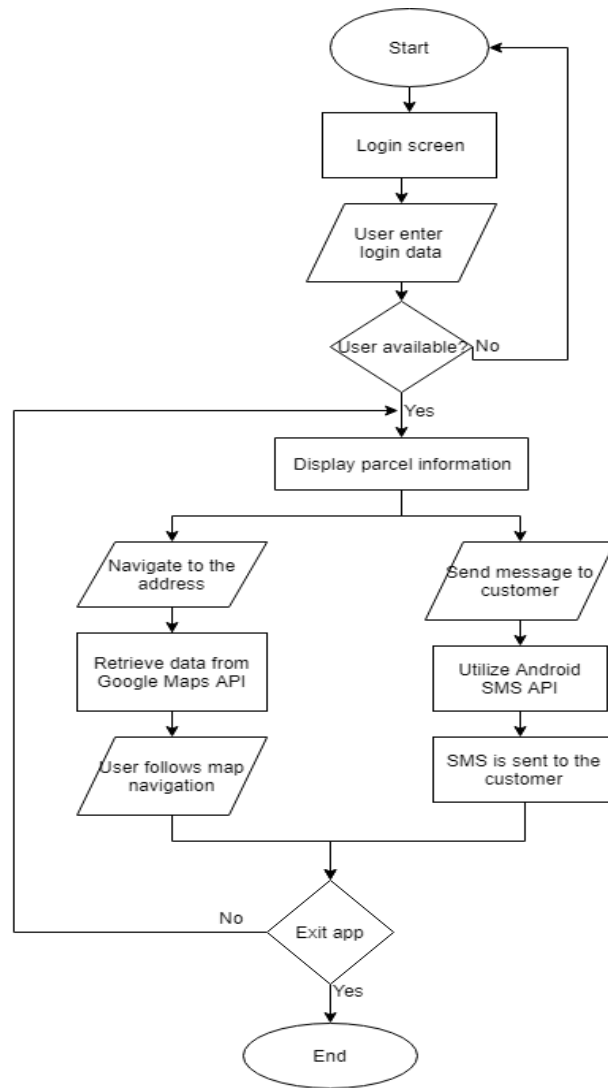 Start
Login screen
User enter
login data
User available?
No
Yes
Display parcel information
Navigate to the
address
Send message to
customer
Retrieve data from
Google Maps API
Utilize Android
SMS API
User follows map
navigation
SMS is sent to the
customer
No
Exit app
Yes
End